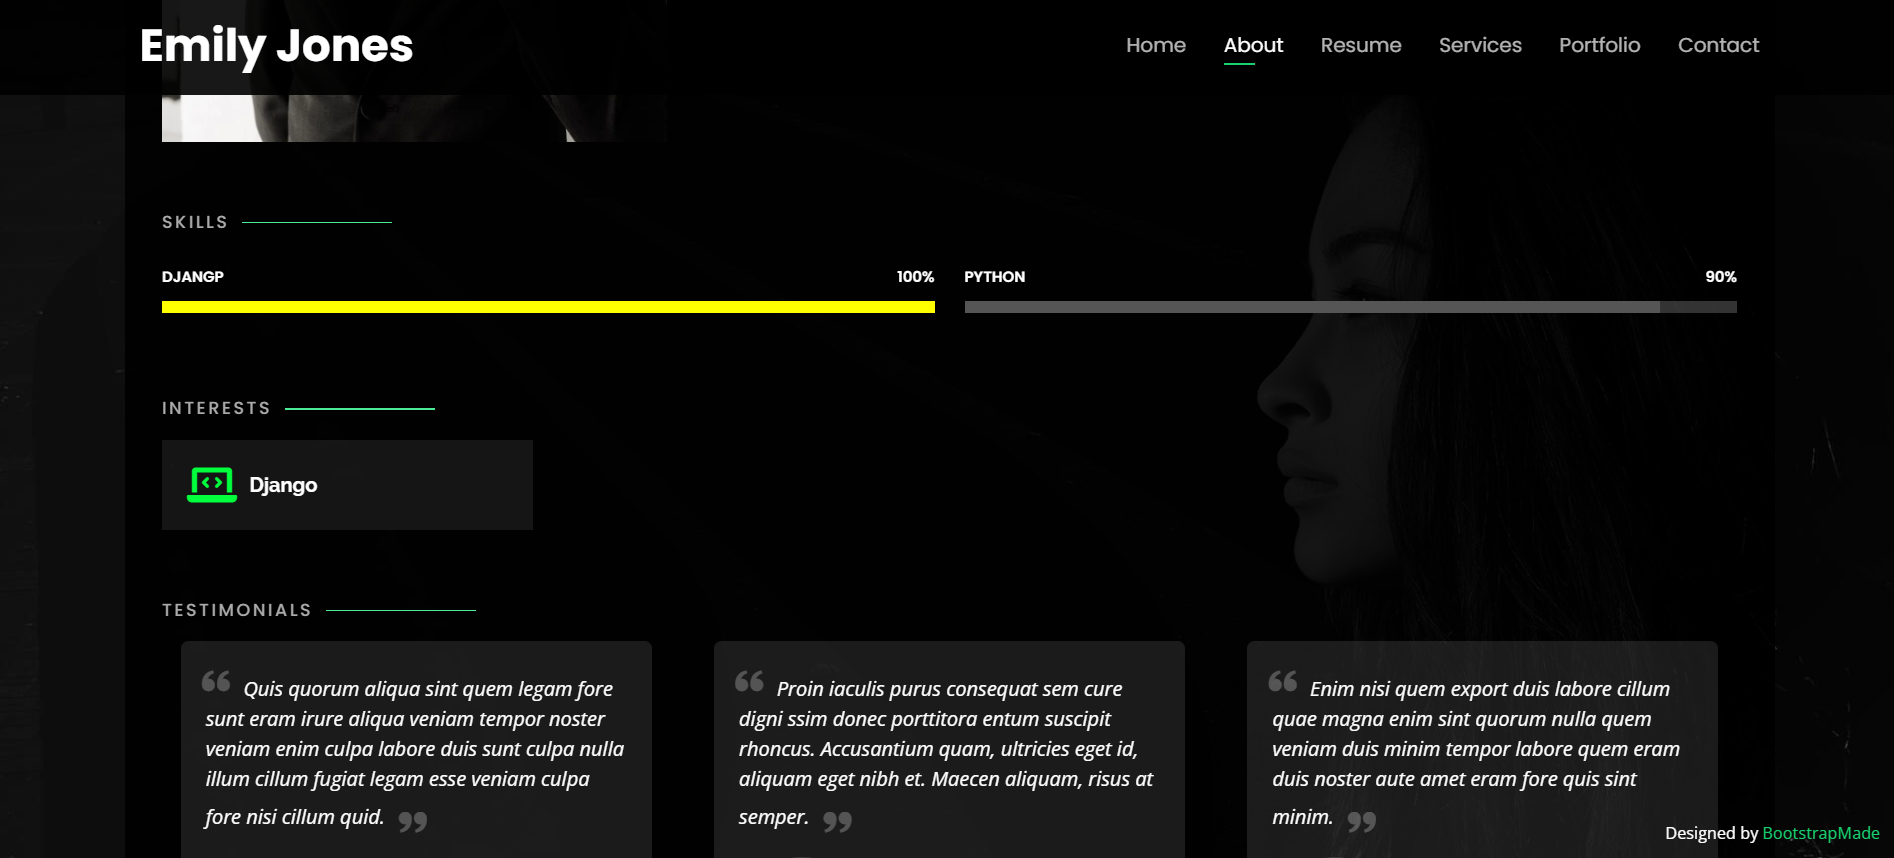 Emily Jones
Home About Resume Services Portfolio Contact
SKILLS
DJANGP 100% PYTHON 90%
INTERESTS
Django
TESTIMONIALS
“ Quis quorum aliqua sint quem legam fore
sunt eram irure aliqua veniam tempor noster
veniam enim culpa labore duis sunt culpa nulla
illum cillum fugiat legam esse veniam culpa
fore nisi cillum quid. ”
“ Proin iaculis purus consequat sem cure
digni ssim donec porttitora entum suscipit
rhoncus. Accusantium quam, ultricies eget id,
aliquam eget nibh et. Maecen aliquam, risus at
semper. ”
“ Enim nisi quem export duis labore cillum
quae magna enim sint quorum nulla quem
veniam duis minim tempor labore quem eram
duis noster aute amet eram fore quis sint
minim. ”
Designed by BootstrapMade